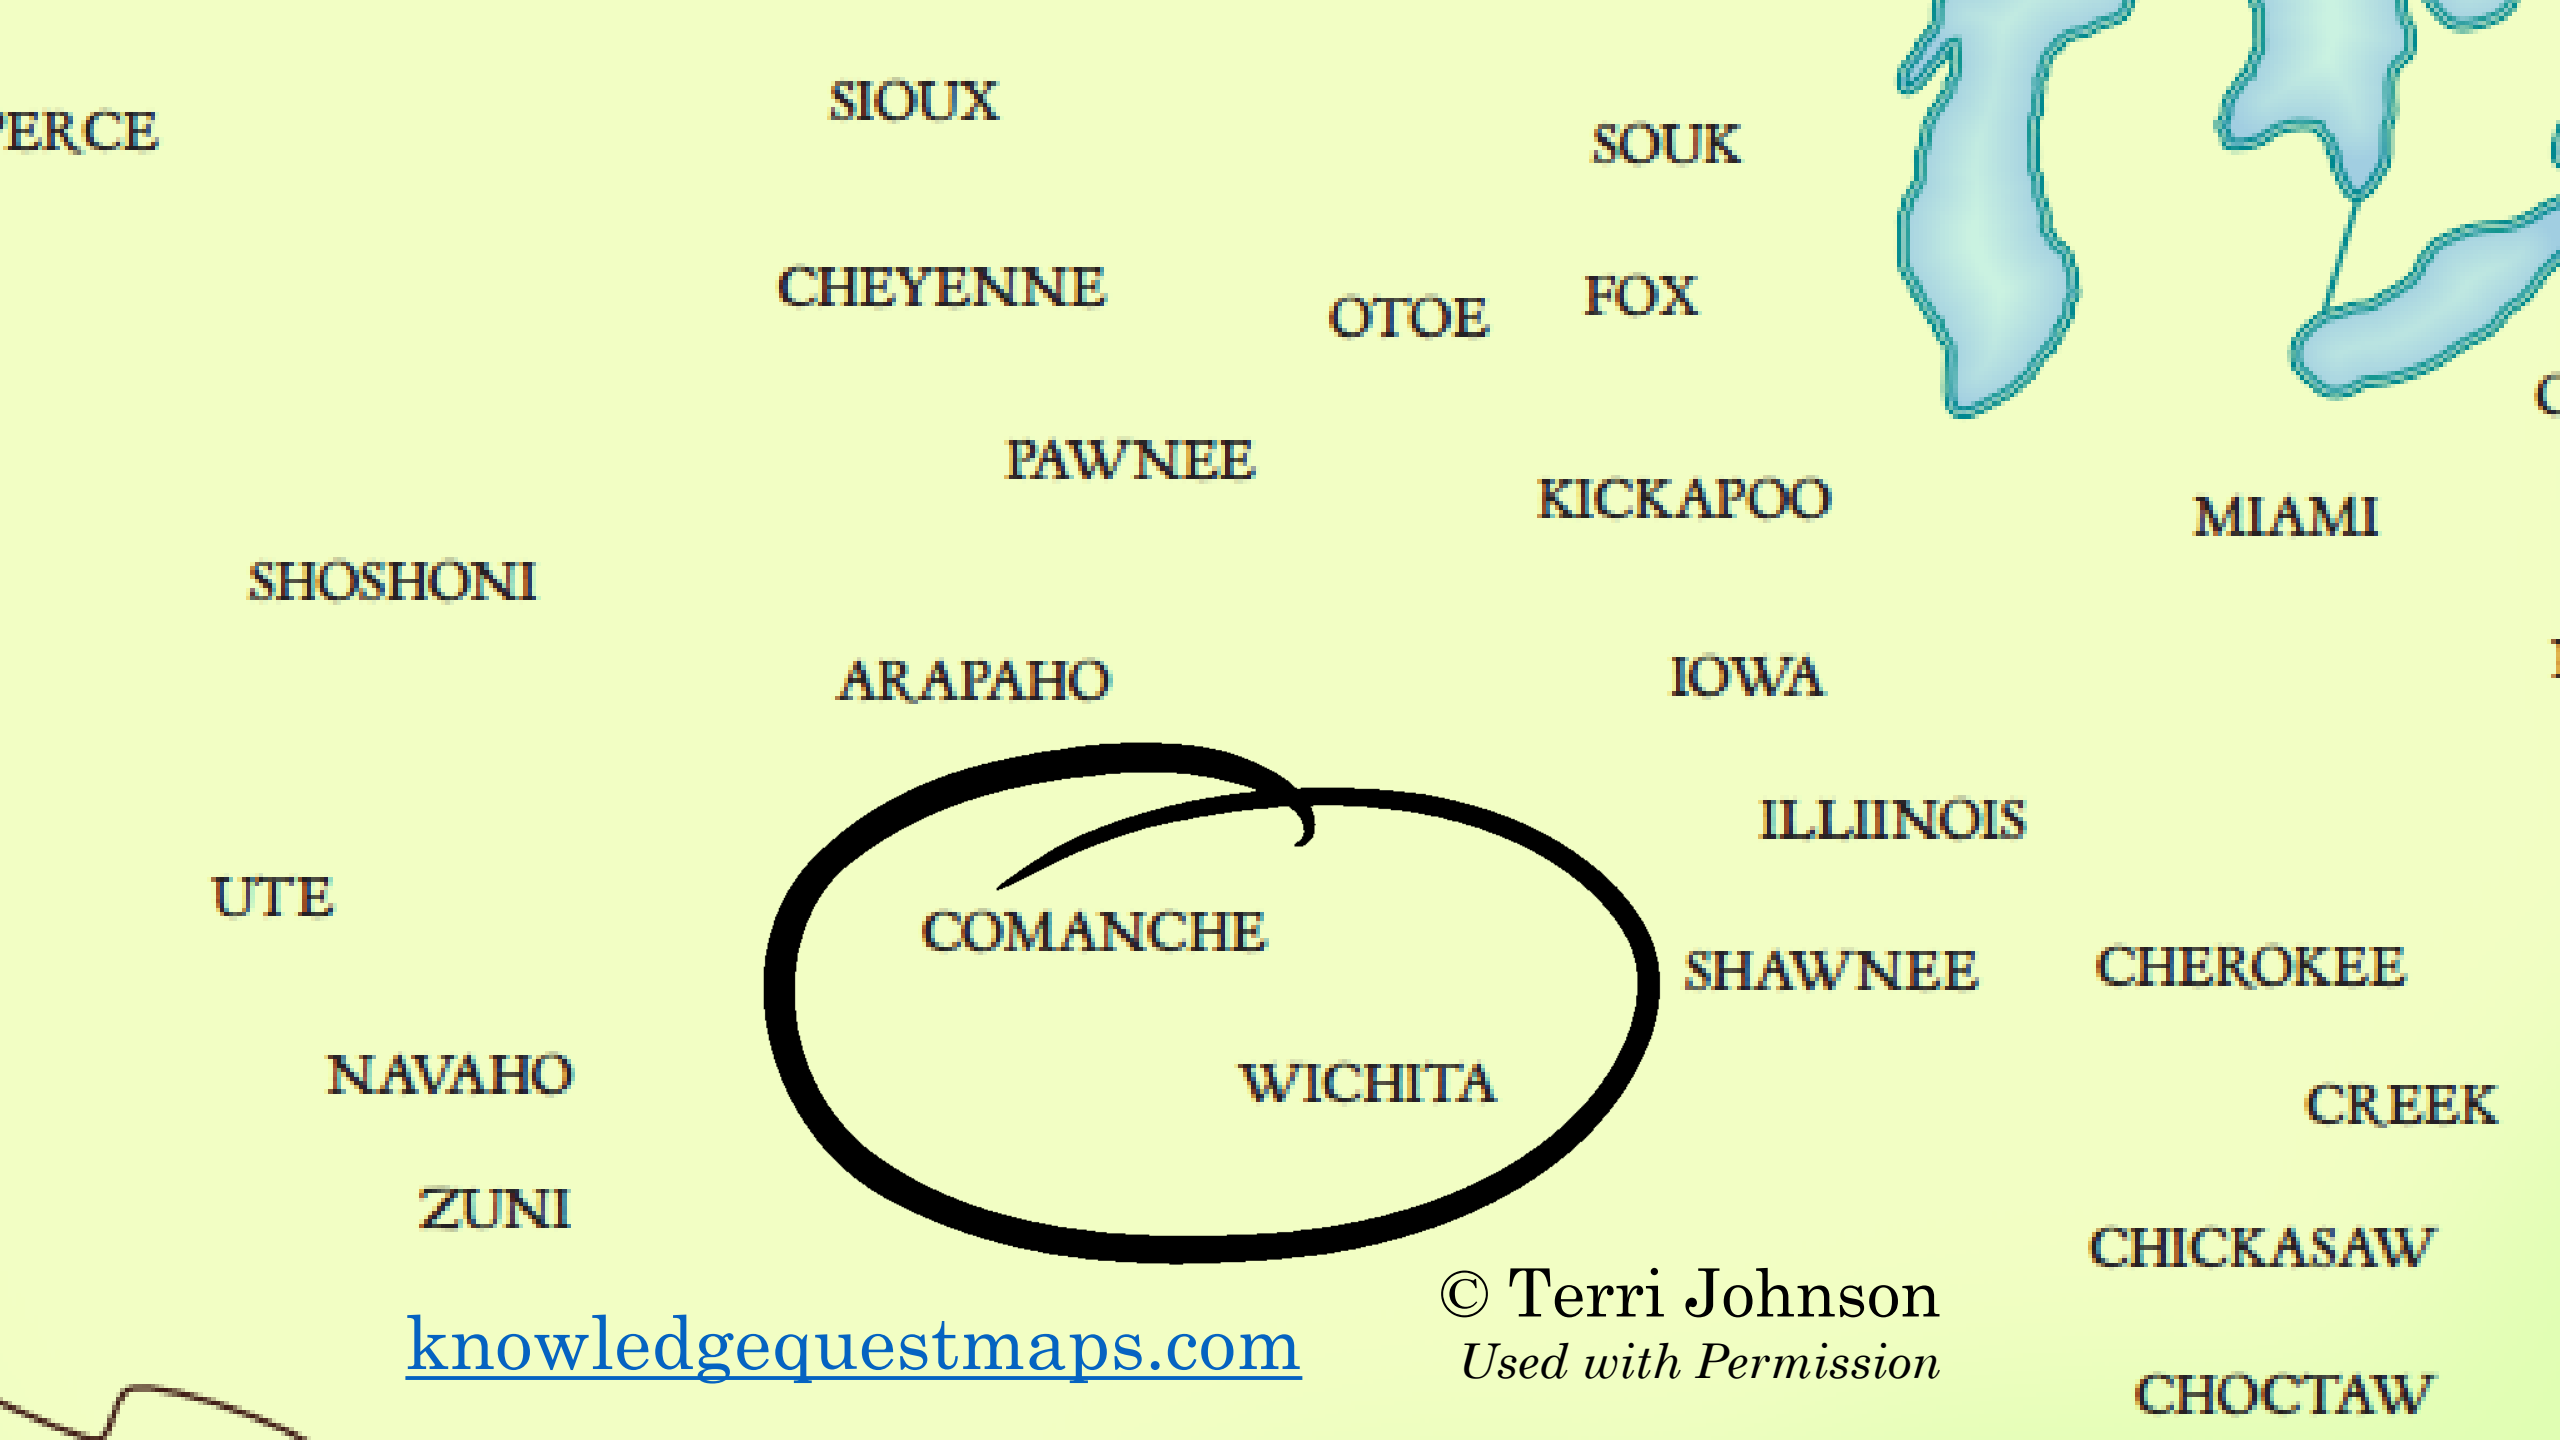 SIOUX
PERCE
SOUK
CHEYENNE
OTOE
FOX
PAWNEE
KICKAPOO
MIAMI
SHOSHONI
ARAPAHO
IOWA
ILLIINOIS
UTE
COMANCHE
SHAWNEE
CHEROKEE
NAVAHO
WICHITA
CREEK
ZUNI
CHICKASAW
© Terri Johnson
knowledgequestmaps.com
Used with Permission
CHOCTAW